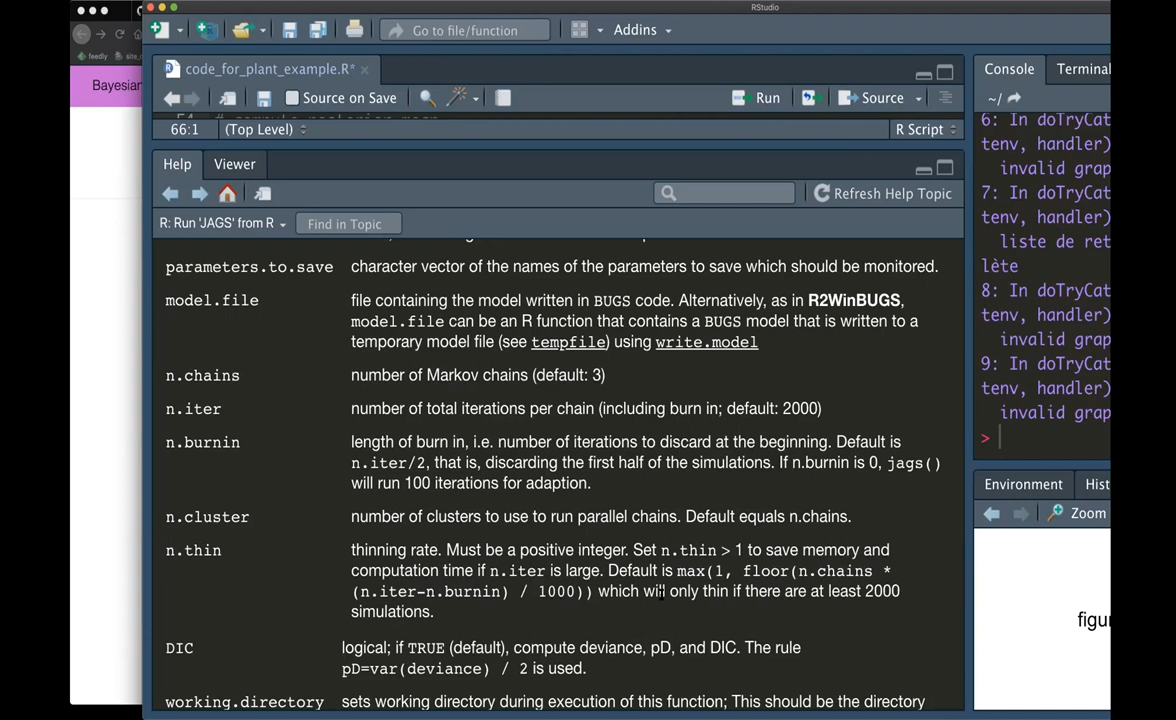 RStudio
Go to file/function
Addins
feedly
Bayesian
code_for_plant_example.R*
Source on Save
Run
Source
66:1
(Top Level)
R Script
Help
Viewer
Refresh Help Topic
R: Run 'JAGS' from R
Find in Topic
parameters.to.save character vector of the names of the parameters to save which should be monitored.
model.file file containing the model written in BUGS code. Alternatively, as in R2WinBUGS,
model.file can be an R function that contains a BUGS model that is written to a
temporary model file (see tempfile) using write.model
n.chains number of Markov chains (default: 3)
n.iter number of total iterations per chain (including burn in; default: 2000)
n.burnin length of burn in, i.e. number of iterations to discard at the beginning. Default is
n.iter/2, that is, discarding the first half of the simulations. If n.burnin is 0, jags()
will run 100 iterations for adaption.
n.cluster number of clusters to use to run parallel chains. Default equals n.chains.
n.thin thinning rate. Must be a positive integer. Set n.thin > 1 to save memory and
computation time if n.iter is large. Default is max(1, floor(n.chains *
(n.iter-n.burnin) / 1000)) which will only thin if there are at least 2000
simulations.
DIC logical; if TRUE (default), compute deviance, pD, and DIC. The rule
pD=var(deviance) / 2 is used.
working.directory sets working directory during execution of this function; This should be the directory
Console
Terminal
~/
6: In doTryCat
tenv, handler)
invalid grap
7: In doTryCat
tenv, handler)
liste de ret
lète
8: In doTryCat
tenv, handler)
invalid grap
9: In doTryCat
tenv, handler)
invalid grap
>
Environment
Hist
Zoom
figur